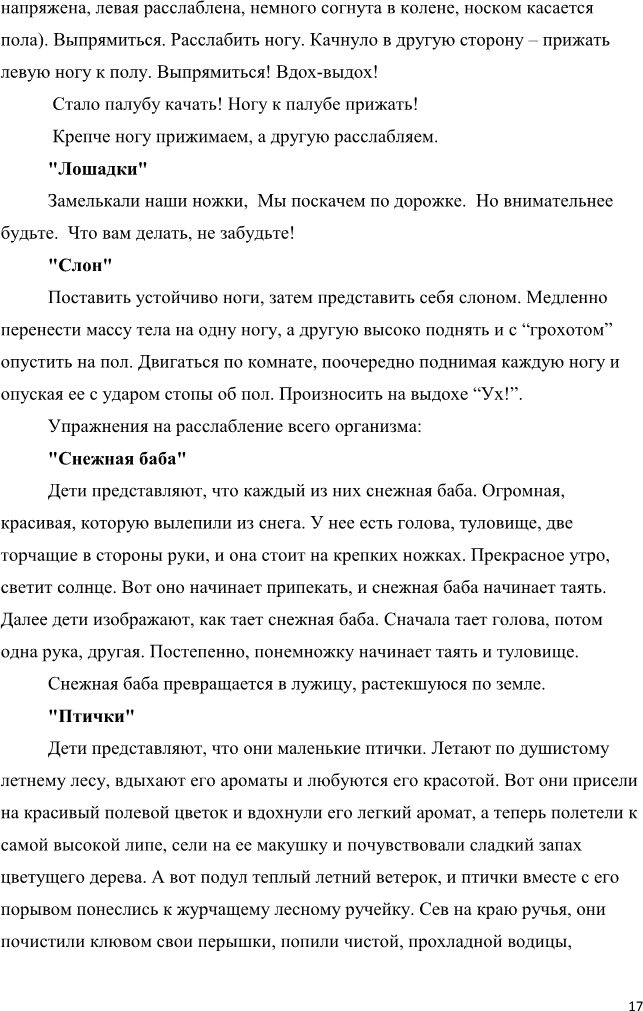 напряжена, левая расслаблена, немного согнута в колене, носком касается
пола). Выпрямиться. Расслабить ногу. Качнуло в другую сторону – прижать
левую ногу к полу. Выпрямиться! Вдох-выдох!
Стало палубу качать! Ногу к палубе прижать!
Крепче ногу прижимаем, а другую расслабляем.
"Лошадки"
Замелькали наши ножки,  Мы поскачем по дорожке.  Но внимательнее
будьте.  Что вам делать, не забудьте!
"Слон"
Поставить устойчиво ноги, затем представить себя слоном. Медленно
перенести массу тела на одну ногу, а другую высоко поднять и с “грохотом”
опустить на пол. Двигаться по комнате, поочередно поднимая каждую ногу и
опуская ее с ударом стопы об пол. Произносить на выдохе “Ух!”.
Упражнения на расслабление всего организма:
"Снежная баба"
Дети представляют, что каждый из них снежная баба. Огромная,
красивая, которую вылепили из снега. У нее есть голова, туловище, две
торчащие в стороны руки, и она стоит на крепких ножках. Прекрасное утро,
светит солнце. Вот оно начинает припекать, и снежная баба начинает таять.
Далее дети изображают, как тает снежная баба. Сначала тает голова, потом
одна рука, другая. Постепенно, понемножку начинает таять и туловище.
Снежная баба превращается в лужицу, растекшуюся по земле.
"Птички"
Дети представляют, что они маленькие птички. Летают по душистому
летнему лесу, вдыхают его ароматы и любуются его красотой. Вот они присели
на красивый полевой цветок и вдохнули его легкий аромат, а теперь полетели к
самой высокой липе, сели на ее макушку и почувствовали сладкий запах
цветущего дерева. А вот подул теплый летний ветерок, и птички вместе с его
порывом понеслись к журчащему лесному ручейку. Сев на краю ручья, они
почистили клювом свои перышки, попили чистой, прохладной водицы,
17